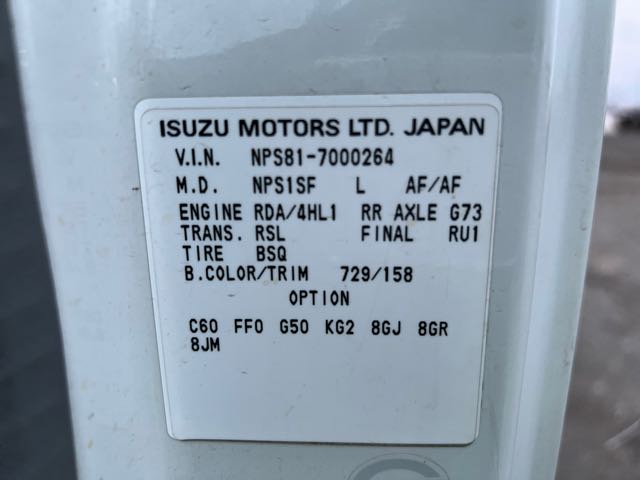 ISUZU MOTORS LTD. JAPAN
V.I.N. NPS81-7000264
M.D. NPS1SF L AF/AF
ENGINE RDA/4HL1 RR AXLE G73
TRANS. RSL FINAL RU1
TIRE BSQ
B.COLOR/TRIM 729/158
OPTION
C60 FF0 G50 KG2 8GJ 8GR
8JM